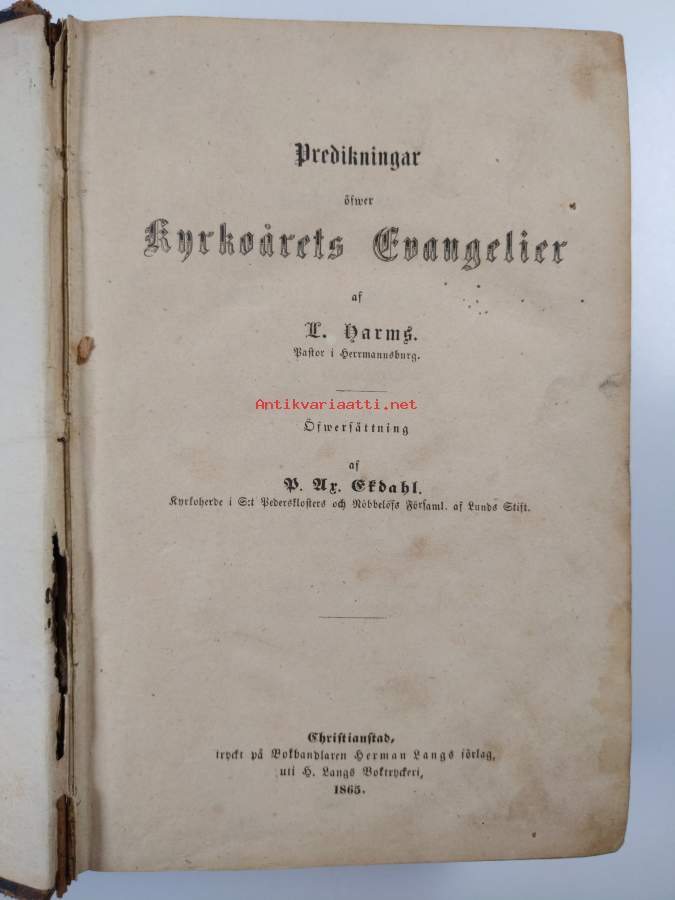 Predikningar
öfwer
Kyrkoårets Evangelier
af
L. Harms.
Pastor i Herrmannsburg.
Antikvariaatti.net
Öfwersättning
af
P. Ax. Ekdahl.
Kyrkoherde i S:t Pedersklosters och Nöbbelöfs Församl. af Lunds Stift.
Christianstad,
tryckt på Bokhandlaren Herman Langs förlag,
uti H. Langs Boktryckeri,
1865.